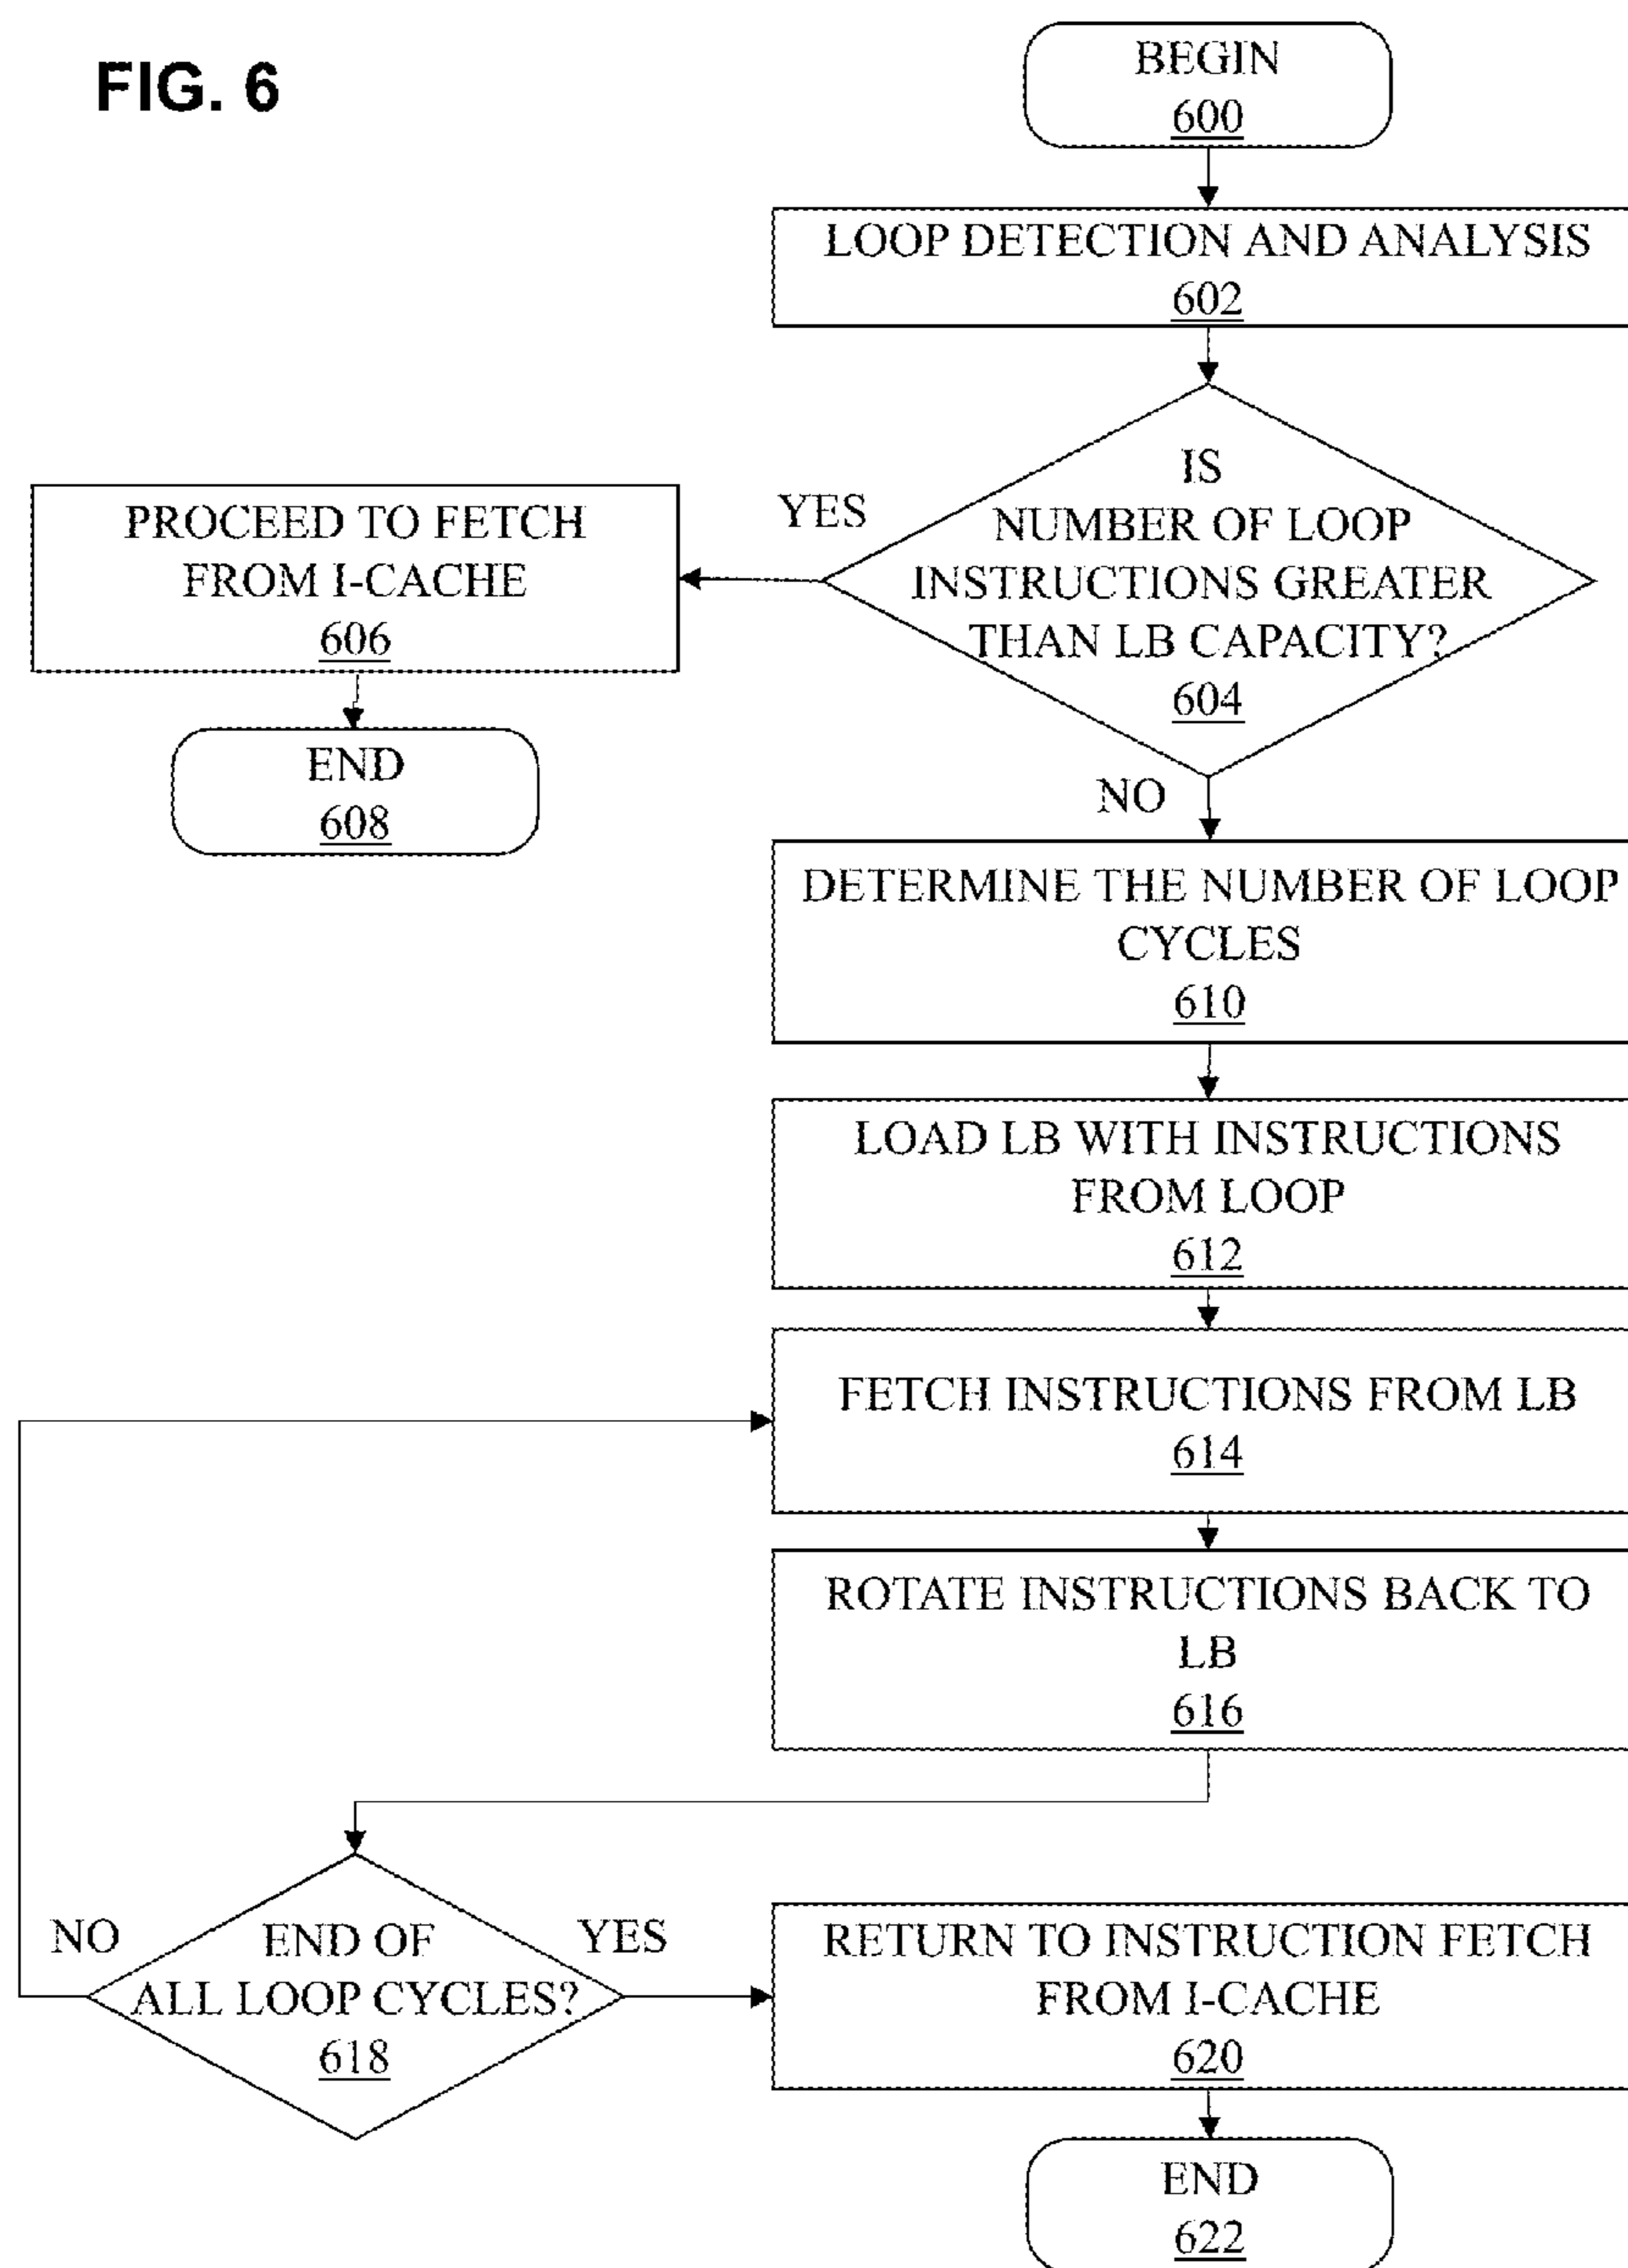 FIG. 6
BEGIN
600
LOOP DETECTION AND ANALYSIS
602
IS
NUMBER OF LOOP
INSTRUCTIONS GREATER
THAN LB CAPACITY?
604
YES
PROCEED TO FETCH
FROM I-CACHE
606
END
608
NO
DETERMINE THE NUMBER OF LOOP
CYCLES
610
LOAD LB WITH INSTRUCTIONS
FROM LOOP
612
FETCH INSTRUCTIONS FROM LB
614
ROTATE INSTRUCTIONS BACK TO
LB
616
NO
END OF
ALL LOOP CYCLES?
618
YES
RETURN TO INSTRUCTION FETCH
FROM I-CACHE
620
END
622